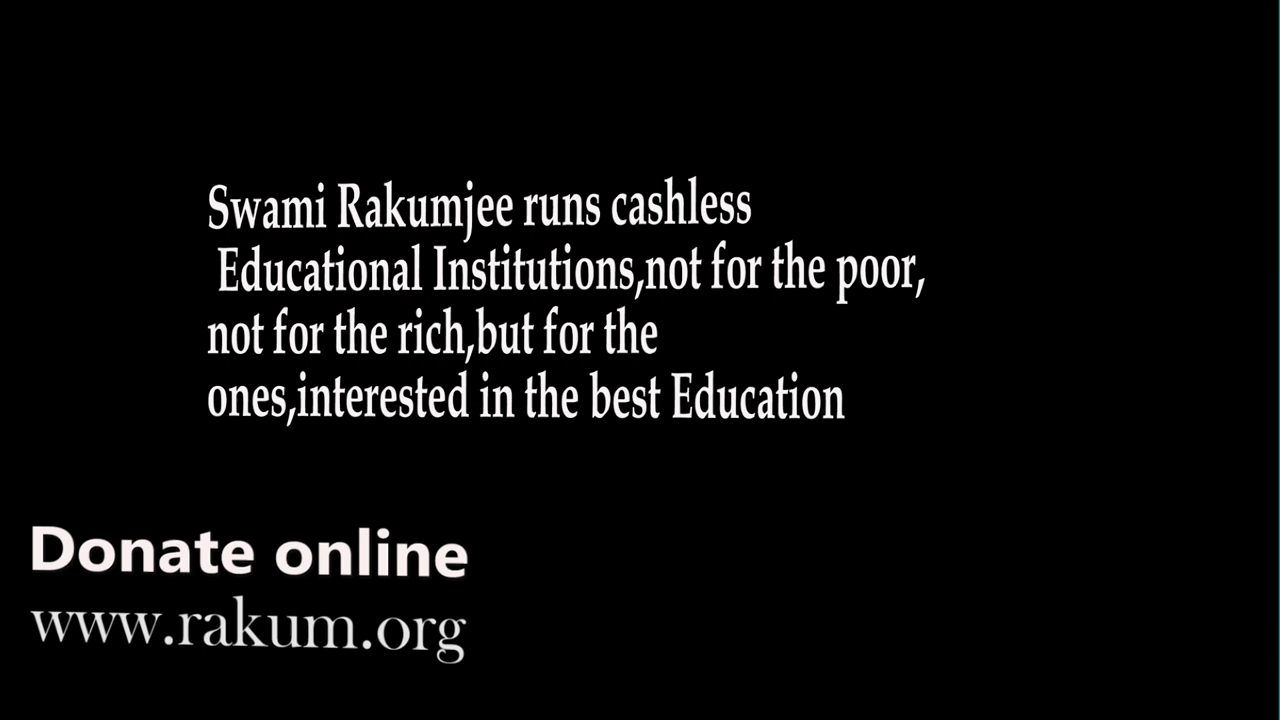 Swami Rakumjee runs cashless
Educational Institutions,not for the poor,
not for the rich,but for the
ones,interested in the best Education
Donate online
www.rakum.org